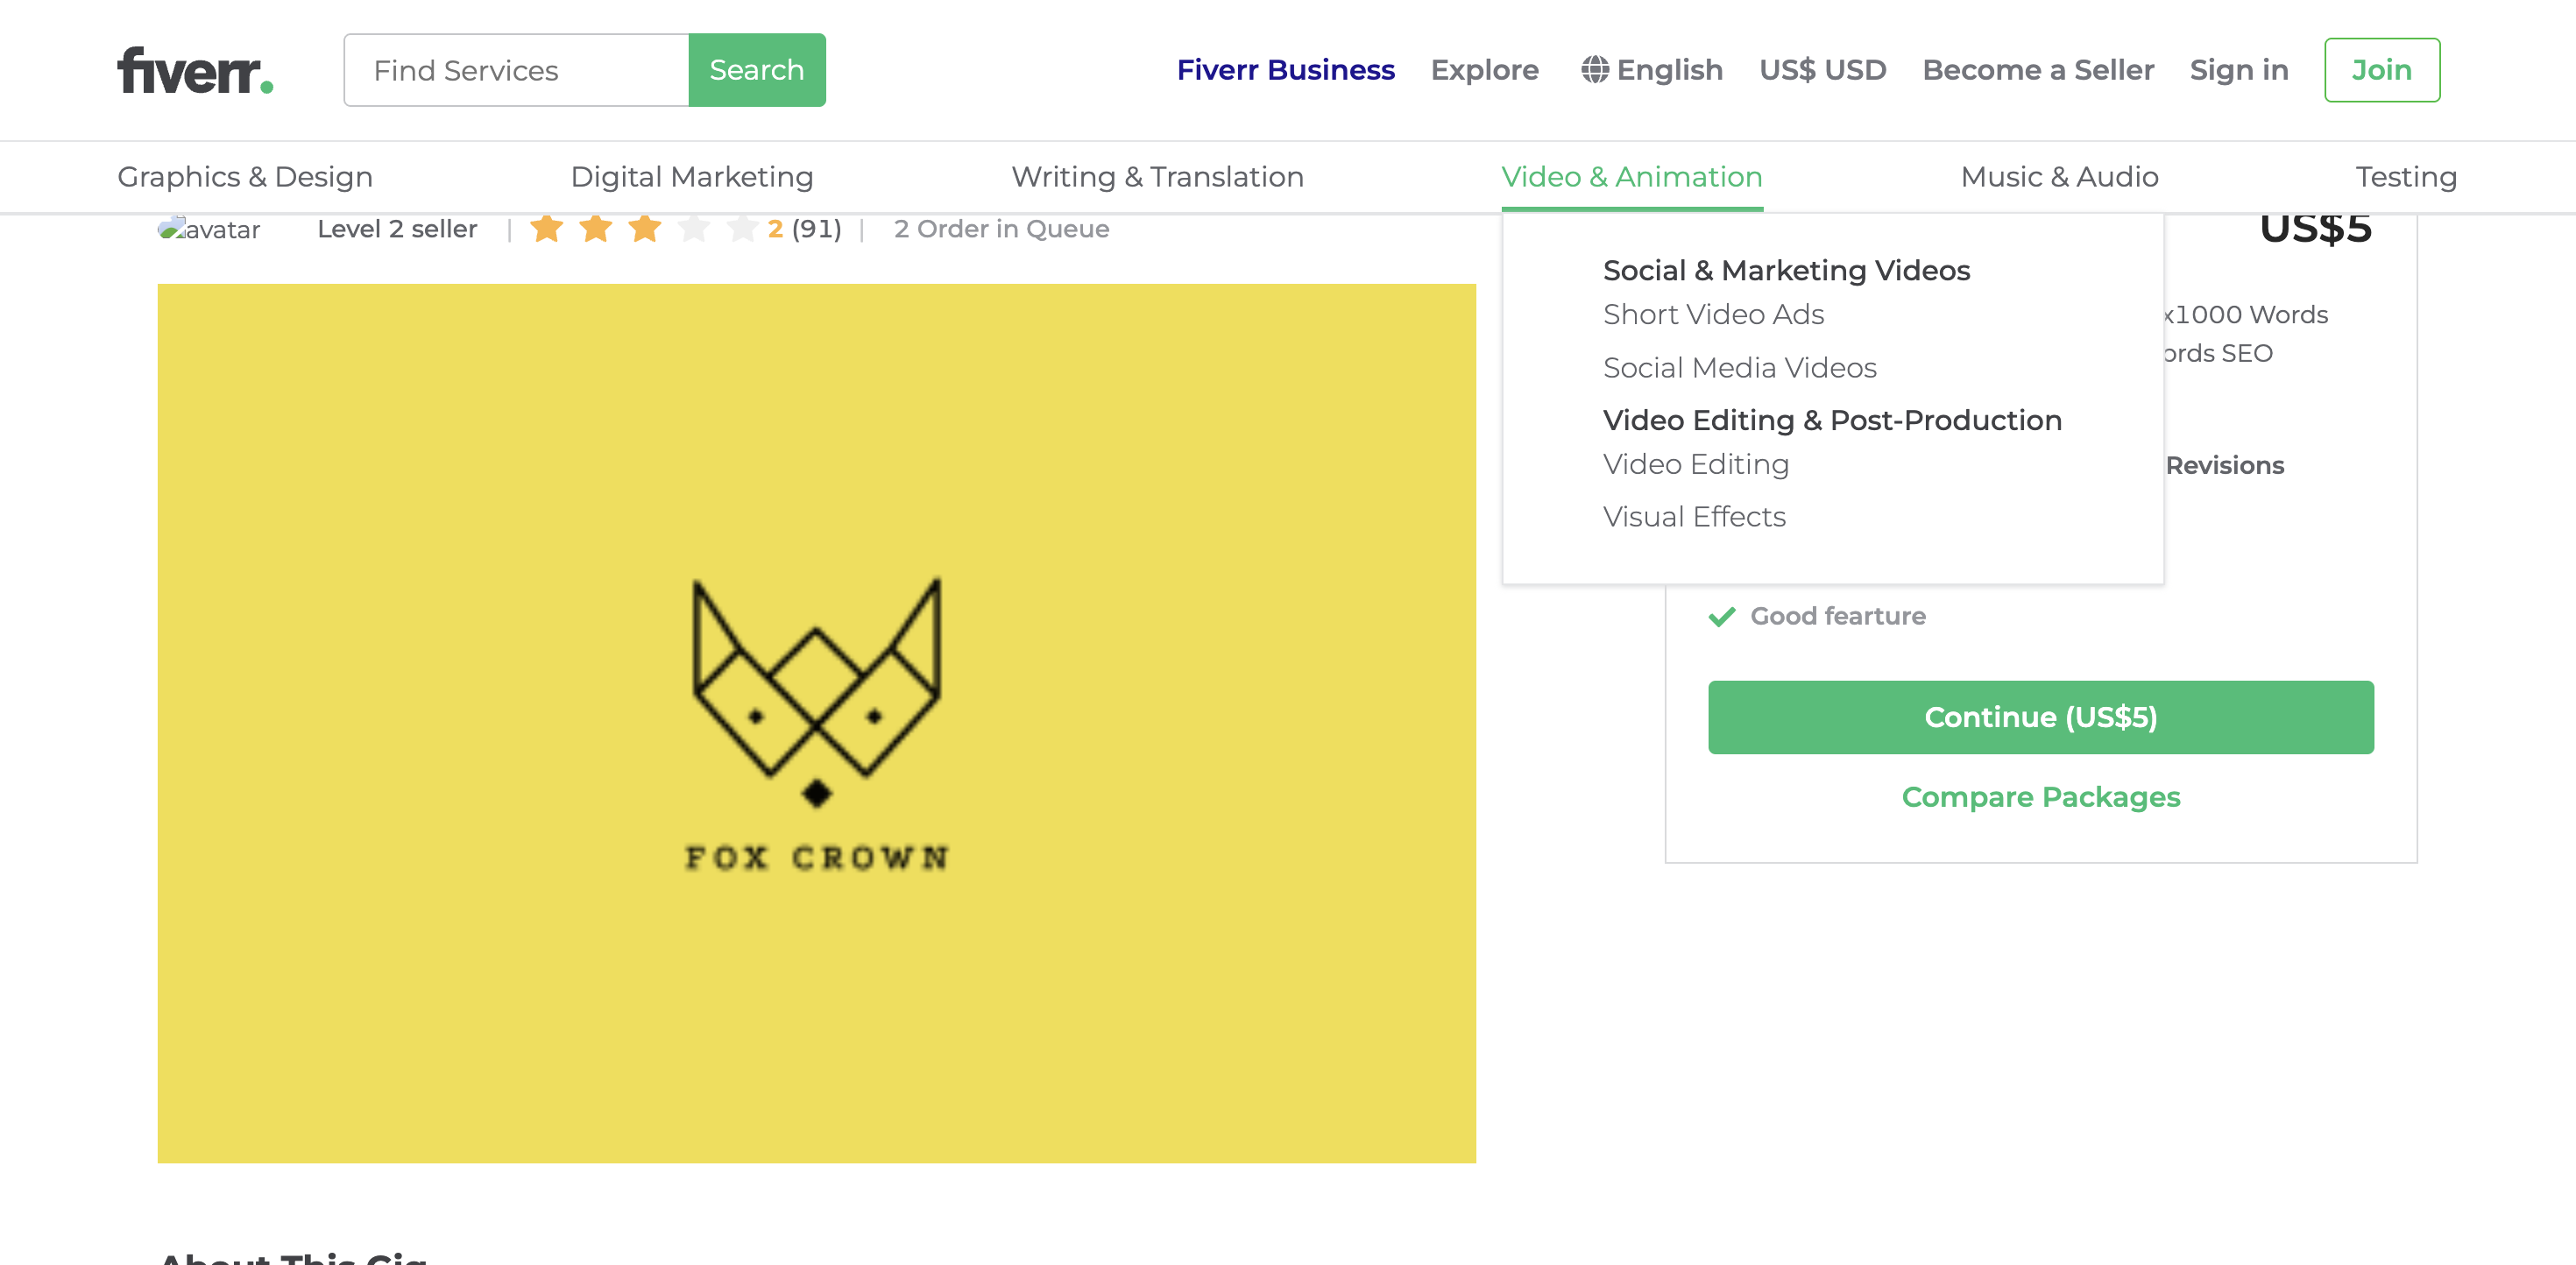 fiverr.
Find Services
Search
Fiverr Business
Explore
English
US$ USD
Become a Seller
Sign in
Join
Graphics & Design
Digital Marketing
Writing & Translation
Video & Animation
Music & Audio
Testing
avatar
Level 2 seller | 2 (91) | 2 Order in Queue
US$5
Social & Marketing Videos
Short Video Ads
Social Media Videos
Video Editing & Post-Production
Video Editing
Visual Effects
x1000 Words
SEO
Revisions
Good fearture
Continue (US$5)
Compare Packages
FOX CROWN
About This Gig